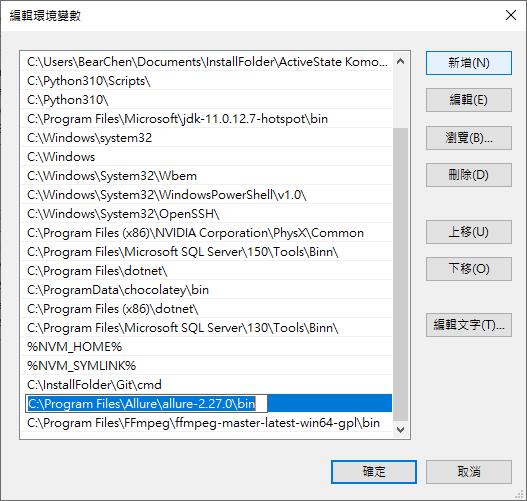 編輯環境變數
C:\Users\BearChen\Documents\InstallFolder\ActiveState Komo...
C:\Python310\Scripts\
C:\Python310\
C:\Program Files\Microsoft\jdk-11.0.12.7-hotspot\bin
C:\Windows\system32
C:\Windows
C:\Windows\System32\Wbem
C:\Windows\System32\WindowsPowerShell\v1.0\
C:\Windows\System32\OpenSSH\
C:\Program Files (x86)\NVIDIA Corporation\PhysX\Common
C:\Program Files\Microsoft SQL Server\150\Tools\Binn\
C:\Program Files\dotnet\
C:\ProgramData\chocolatey\bin
C:\Program Files (x86)\dotnet\
C:\Program Files\Microsoft SQL Server\130\Tools\Binn\
%NVM_HOME%
%NVM_SYMLINK%
C:\InstallFolder\Git\cmd
C:\Program Files\Allure\allure-2.27.0\bin
C:\Program Files\FFmpeg\ffmpeg-master-latest-win64-gpl\bin
新增(N)
編輯(E)
瀏覽(B)...
刪除(D)
上移(U)
下移(O)
編輯文字(T)...
確定
取消